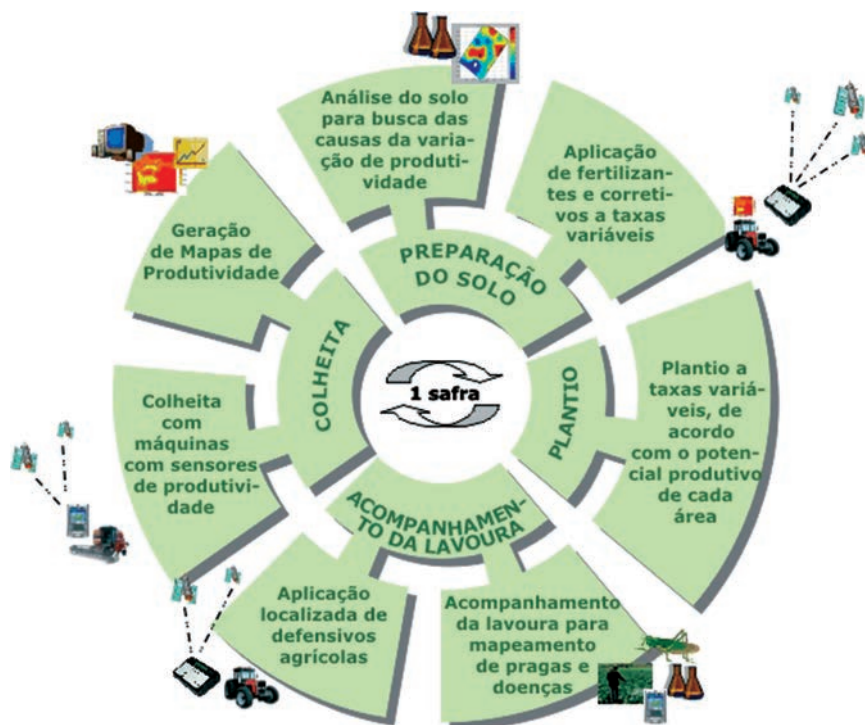 Análise do solo
para busca das
causas da varia-
ção de produti-
vidade
Aplicação
de fertilizan-
tes e correti-
vos a taxas
variáveis
PREPARAÇÃO
DO SOLO
Geração
de Mapas de
Produtividade
COLHEITA
Colheita
com
máquinas
com sensores
de produtivi-
dade
1 safra
PLANTIO
Plantio a
taxas variá-
veis, de
acordo
com o poten-
cial produtivo
de cada
área
ACOMPANHAMEN-
TO DA LAVOURA
Aplicação
localizada de
defensivos
agrícolas
Acompanhamento
da lavoura para
mapeamento
de pragas e
doenças